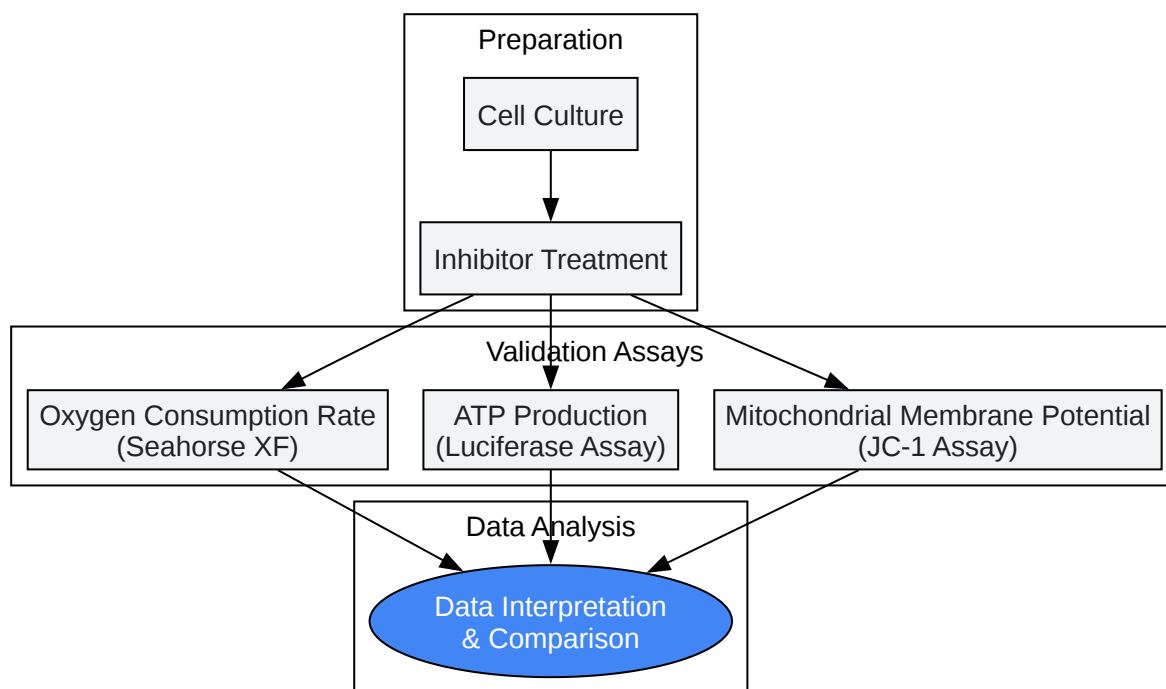 Preparation
Cell Culture
Inhibitor Treatment
Validation Assays
Oxygen Consumption Rate
(Seahorse XF)
ATP Production
(Luciferase Assay)
Mitochondrial Membrane Potential
(JC-1 Assay)
Data Analysis
Data Interpretation
& Comparison